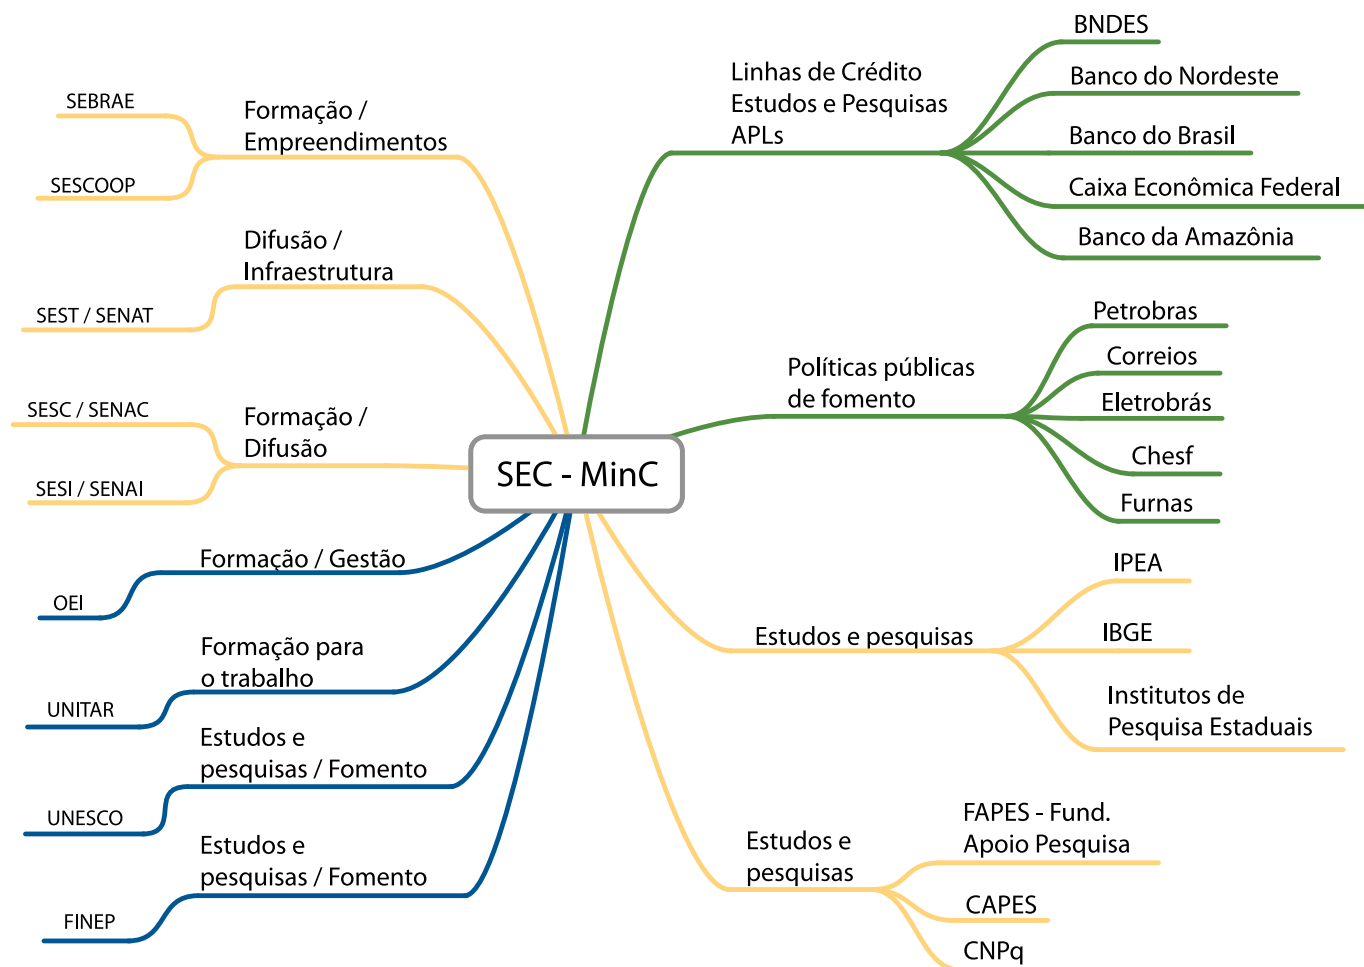 SEC - MinC
Formação /
Empreendimentos
SEBRAE
SESCOOP
Difusão /
Infraestrutura
SEST / SENAT
Formação /
Difusão
SESC / SENAC
SESI / SENAI
Formação / Gestão
OEI
Formação para
o trabalho
UNITAR
Estudos e
pesquisas / Fomento
UNESCO
Estudos e
pesquisas / Fomento
FINEP
Linhas de Crédito
Estudos e Pesquisas
APLs
BNDES
Banco do Nordeste
Banco do Brasil
Caixa Econômica Federal
Banco da Amazônia
Políticas públicas
de fomento
Petrobras
Correios
Eletrobrás
Chesf
Furnas
Estudos e pesquisas
IPEA
IBGE
Institutos de
Pesquisa Estaduais
Estudos e
pesquisas
FAPES - Fund.
Apoio Pesquisa
CAPES
CNPq